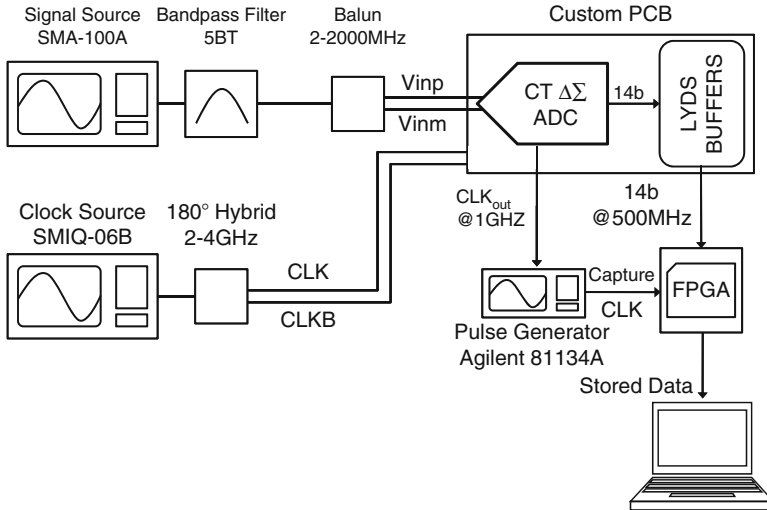 Signal Source
SMA-100A
Bandpass Filter
5BT
Balun
2-2000MHz
Custom PCB
Vinp
Vinm
CT ΔΣ
ADC
14b
LYDS
BUFFERS
Clock Source
SMIQ-06B
180° Hybrid
2-4GHz
CLK
CLKB
CLKout
@1GHZ
14b
@500MHz
Capture
CLK
FPGA
Pulse Generator
Agilent 81134A
Stored Data